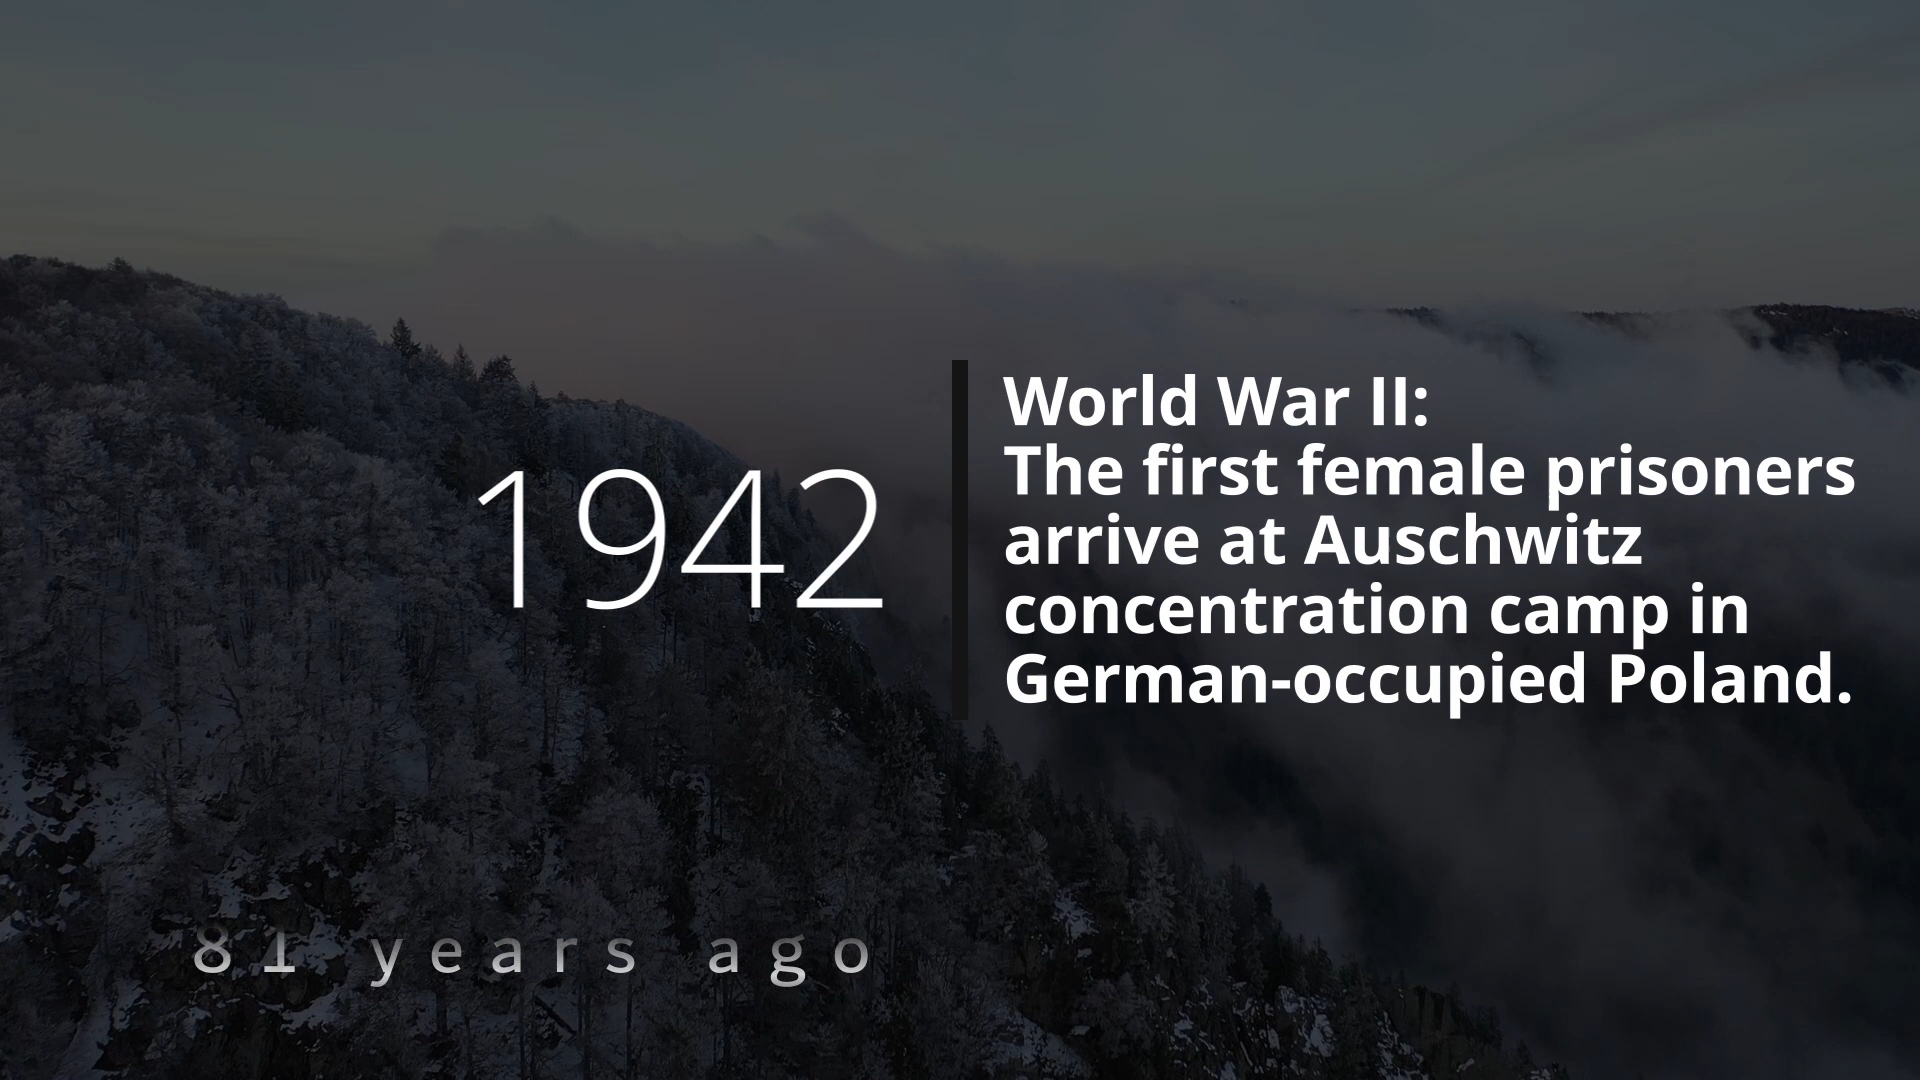 1942
World War II:
The first female prisoners
arrive at Auschwitz
concentration camp in
German-occupied Poland.
81 years ago